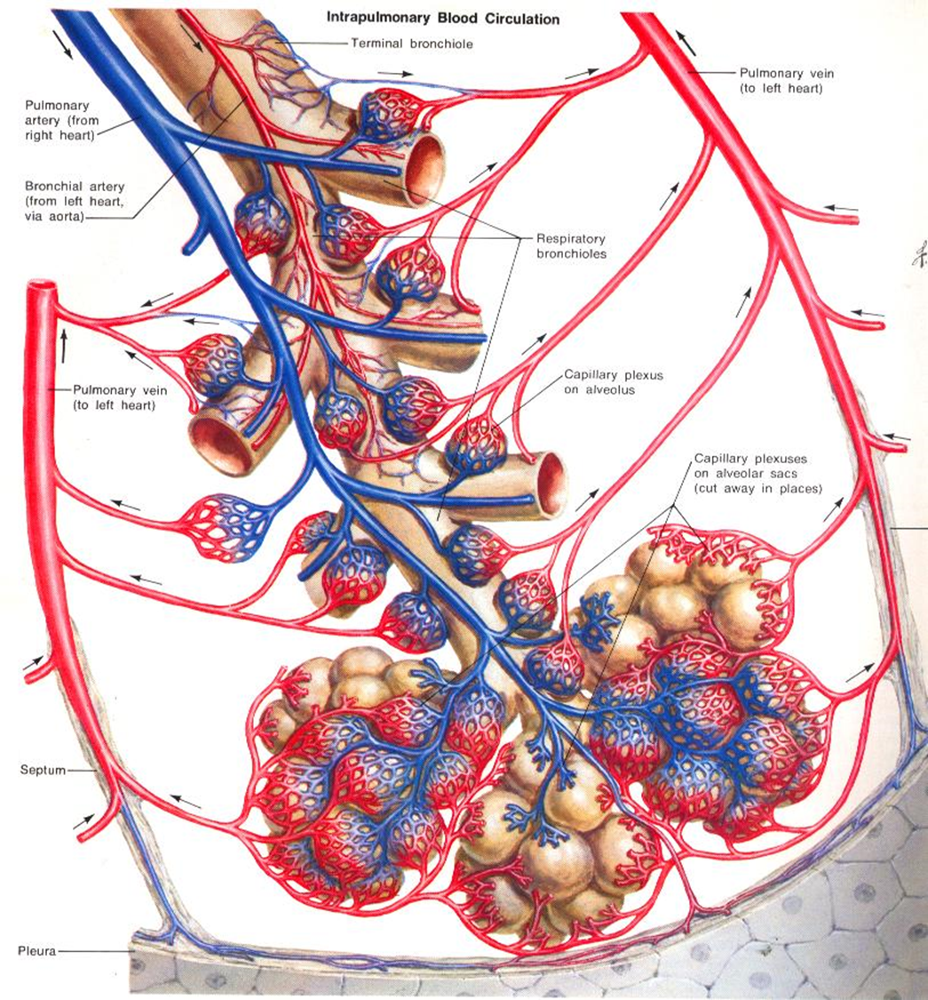 Intrapulmonary Blood Circulation
Terminal bronchiole
Pulmonary vein
(to left heart)
Pulmonary
artery (from
right heart)
Bronchial artery
(from left heart,
via aorta)
Respiratory
bronchioles
Pulmonary vein
(to left heart)
Capillary plexus
on alveolus
Capillary plexuses
on alveolar sacs
(cut away in places)
Septum
Pleura